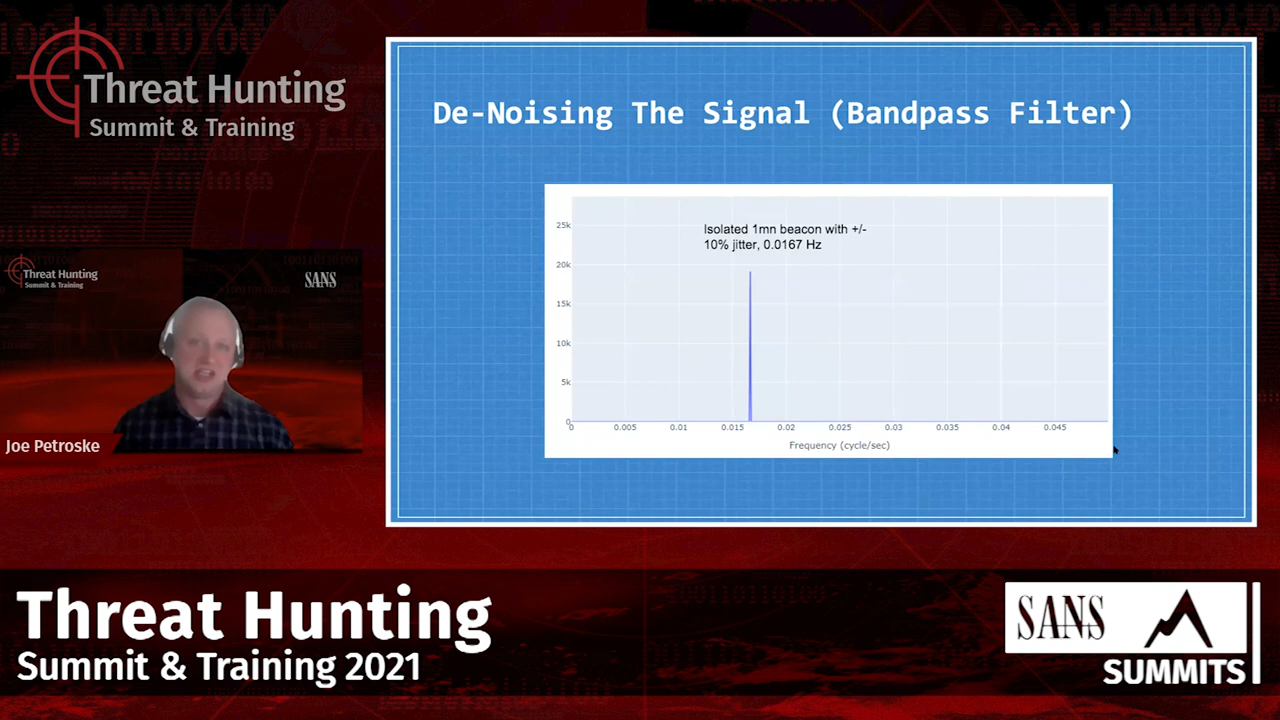 Threat Hunting
Summit & Training
De-Noising The Signal (Bandpass Filter)
Isolated 1mn beacon with +/-
10% jitter, 0.0167 Hz
25k
20k
15k
10k
5k
0
0
0.005
0.01
0.015
0.02
0.025
0.03
0.035
0.04
0.045
Frequency (cycle/sec)
Threat Hunting
Summit & Training
SANS
Joe Petroske
Threat Hunting
Summit & Training 2021
SANS
SUMMITS